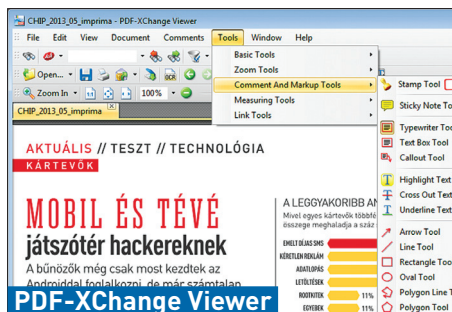 CHIP_2013_05_imprima - PDF-XChange Viewer
File Edit View Document Comments Tools Window Help
Basic Tools
Zoom Tools
Comment And Markup Tools
Measuring Tools
Link Tools
Open...
OCR
Zoom In 100%
CHIP_2013_05_imprima
Stamp Tool
Sticky Note To
Typewriter Too
Text Box Tool
Callout Tool
Highlight Text
Cross Out Text
Underline Text
Arrow Tool
Line Tool
Rectangle Too
Oval Tool
Polygon Line T
Polygon Tool
AKTUÁLIS // TESZT // TECHNOLÓGIA
KÁRTEVŐK
MOBIL ÉS TÉVÉ
játszótér hackereknek
A bűnözők még csak most kezdtek az
Androiddal foglalkozni, de már számtalan
A LEGGYAKORIBB AN
Mivel egyes kártevők többfé
összege meghaladja a száz
EMELT DÍJAS SMS
KÉRETLEN REKLÁM
ADATLOPÁS
LETÖLTÉSEK
ROOTKITEK 11%
EGYEBEK 11%
PDF-XChange Viewer